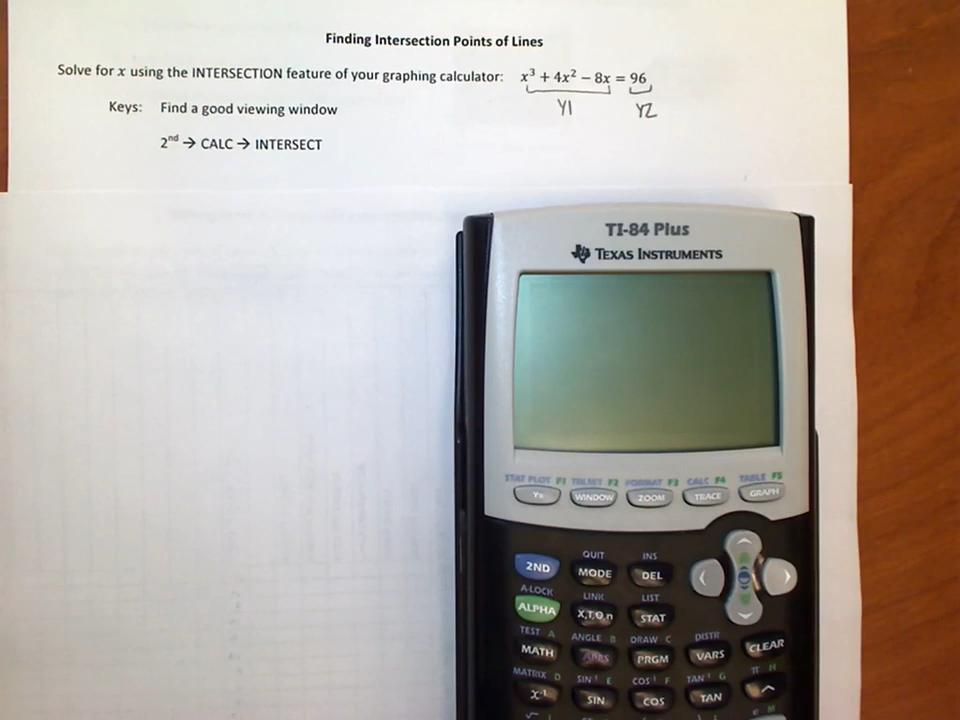 Finding Intersection Points of Lines
Solve for x using the INTERSECTION feature of your graphing calculator: x³ + 4x² − 8x = 96
Y1 Y2
Keys: Find a good viewing window
2ⁿᵈ → CALC → INTERSECT
TI-84 Plus
TEXAS INSTRUMENTS
STAT PLOT F1 TBLSET F2 FORMAT F3 CALC F4 TABLE F5
Y= WINDOW ZOOM TRACE GRAPH
QUIT INS
2ND MODE DEL
A-LOCK LINK LIST
ALPHA X,T,θ,n STAT
TEST A ANGLE B DRAW C DISTR
MATH APPS PRGM VARS CLEAR
MATRIX D SIN⁻¹ E COS⁻¹ F TAN⁻¹ G π H
x⁻¹ SIN COS TAN ^